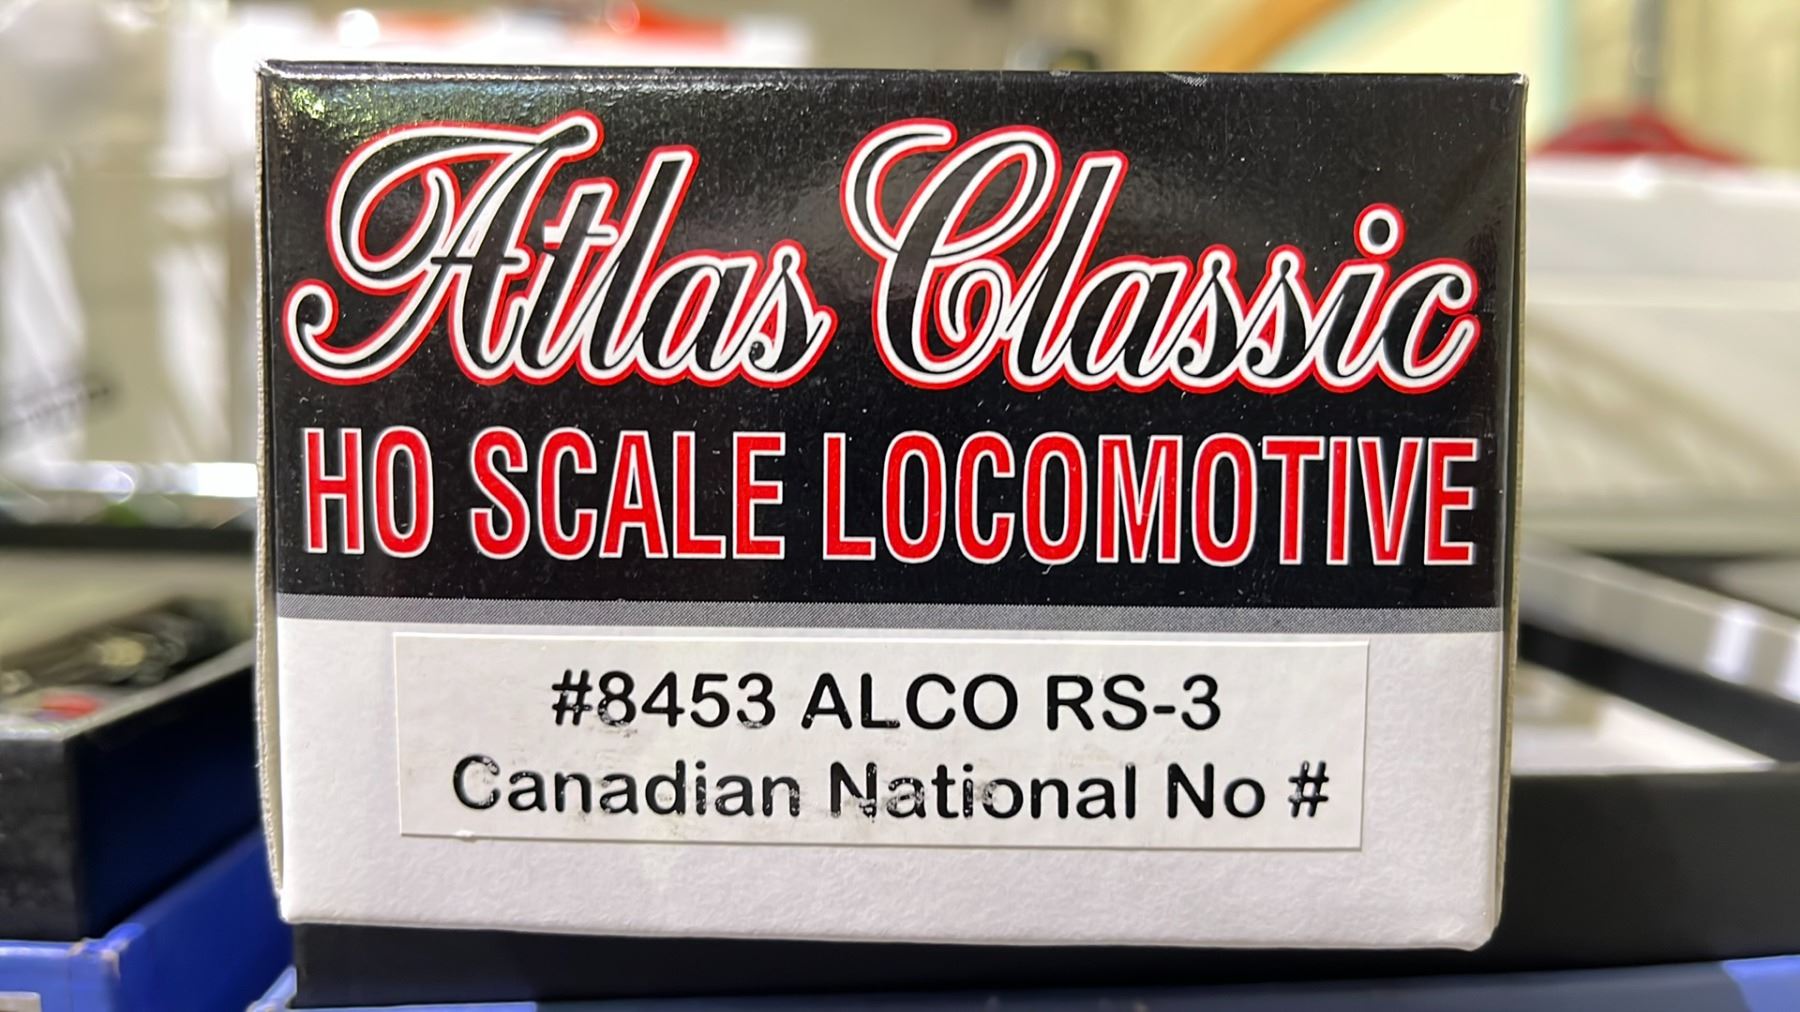 Atlas Classic
HO SCALE LOCOMOTIVE
#8453 ALCO RS-3
Canadian National No #